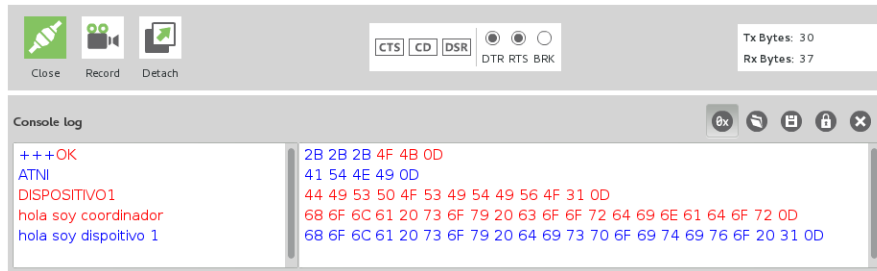 Close Record Detach
CTS CD DSR
DTR RTS BRK
Tx Bytes: 30
Rx Bytes: 37
Console log
0x
+++OK
ATNI
DISPOSITIVO1
hola soy coordinador
hola soy dispoitivo 1
2B 2B 2B 4F 4B 0D
41 54 4E 49 0D
44 49 53 50 4F 53 49 54 49 56 4F 31 0D
68 6F 6C 61 20 73 6F 79 20 63 6F 6F 72 64 69 6E 61 64 6F 72 0D
68 6F 6C 61 20 73 6F 79 20 64 69 73 70 6F 69 74 69 76 6F 20 31 0D